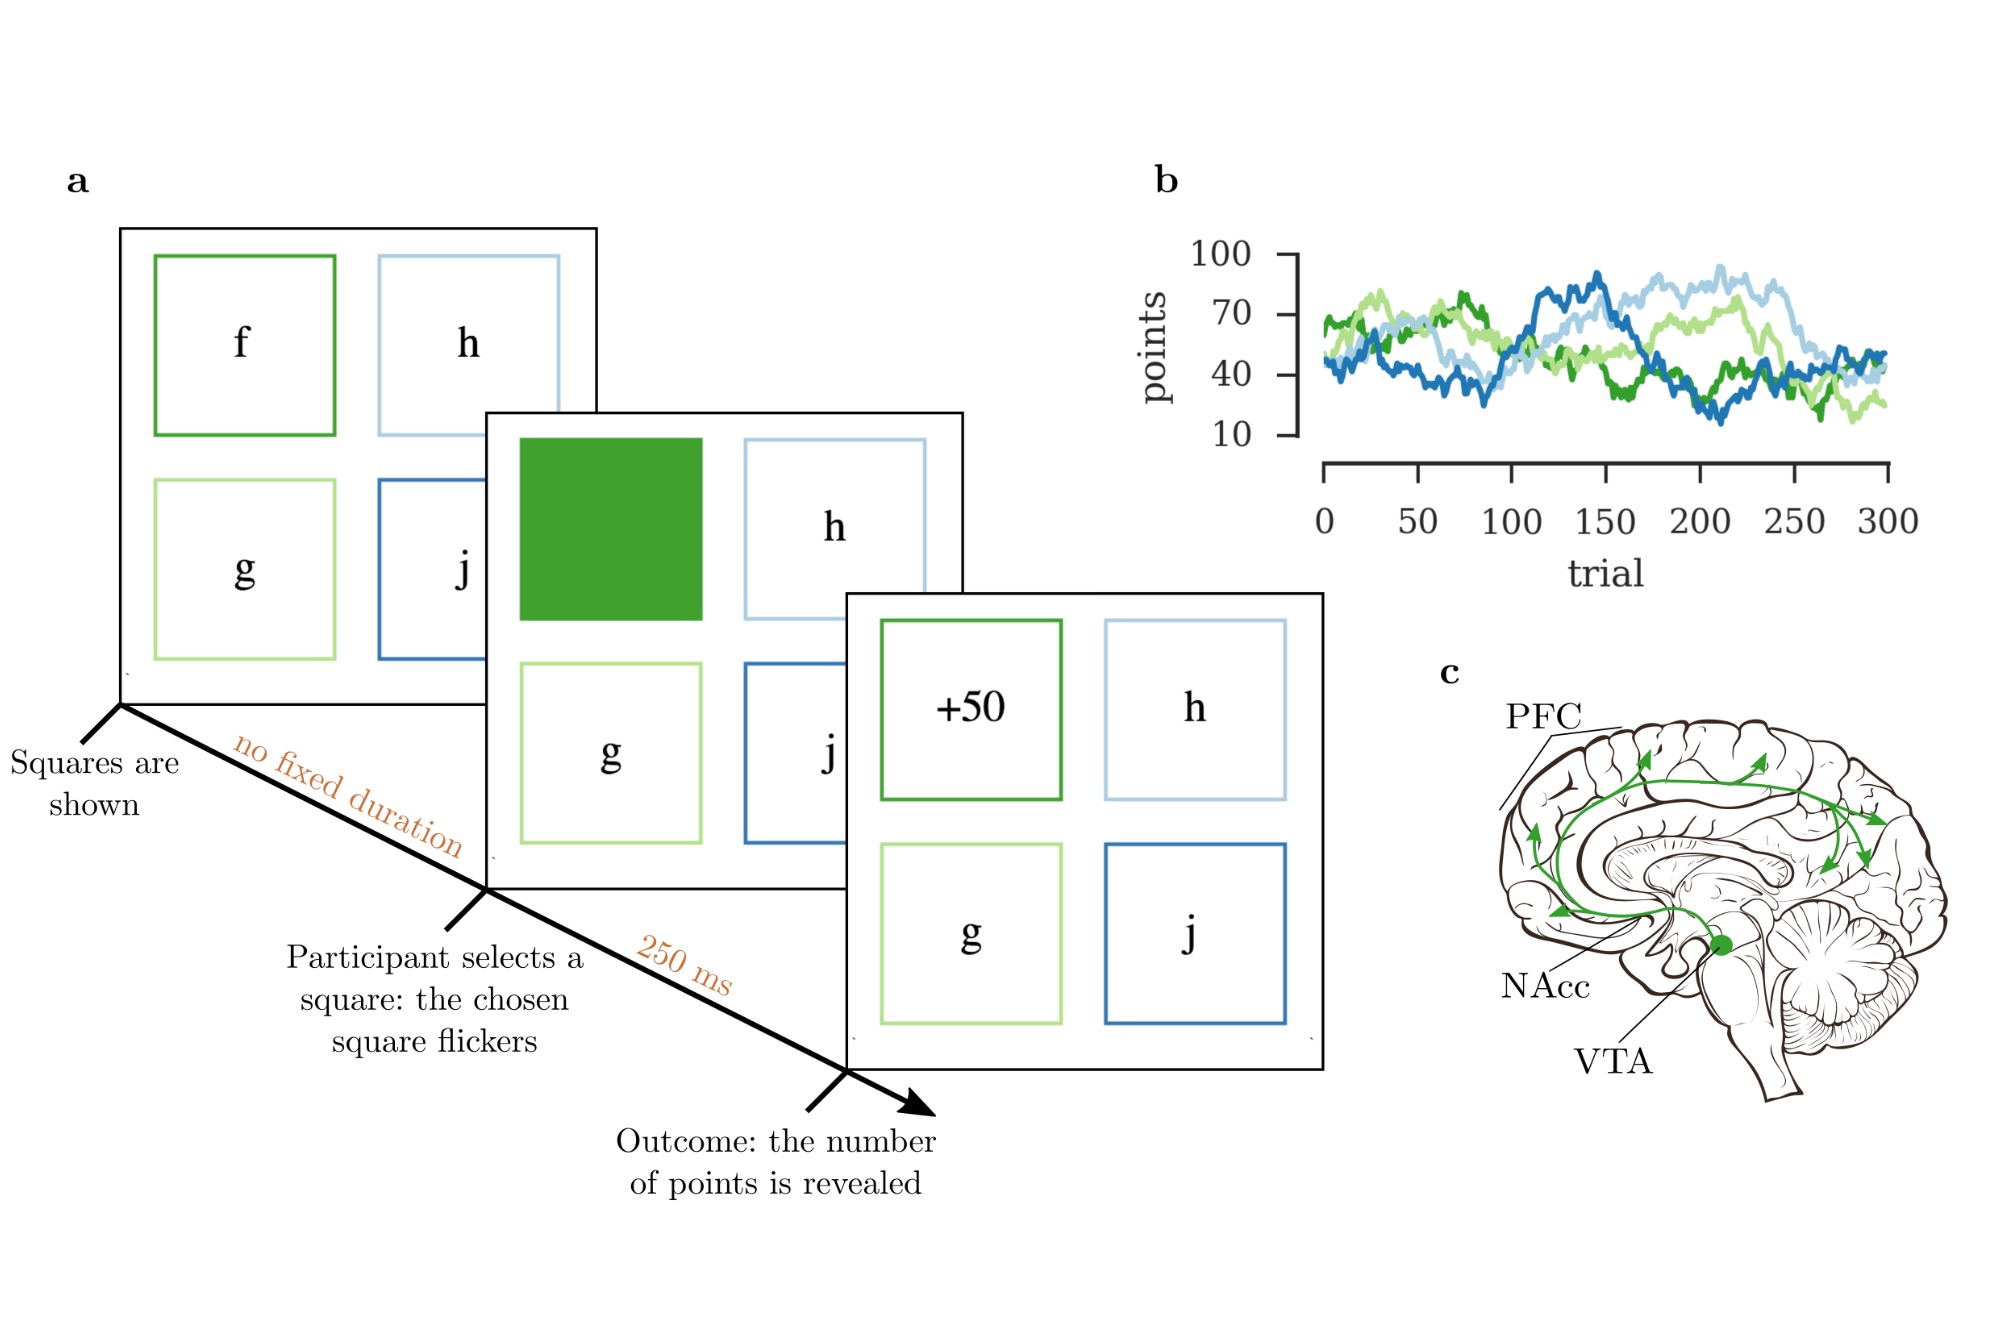 a
f
h
g
j
Squares are
shown
no fixed duration
h
g
j
Participant selects a
square: the chosen
square flickers
250 ms
+50
h
g
j
Outcome: the number
of points is revealed
b
points
100
70
40
10
0 50 100 150 200 250 300
trial
c
PFC
NAcc
VTA